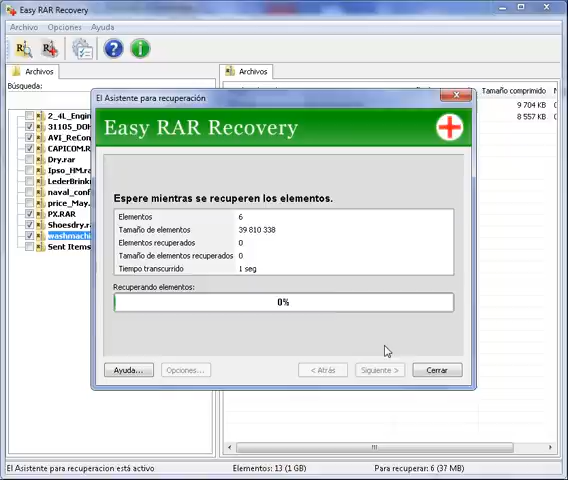 Easy RAR Recovery
Archivo Opciones Ayuda
Archivos
Búsqueda:
2_4L_Engin
31105_DOH
AVI_ReCon
CAPICOM.R
Dry.rar
Ipso_HM.ra
LederBrink
naval_conf
price_May.
PX.RAR
Shoesdry.ra
washmachi
Sent Items
Archivos
Tamaño comprimido
9 704 KB
8 557 KB
El Asistente para recuperación
Easy RAR Recovery
Espere mientras se recuperen los elementos.
Elementos 6
Tamaño de elementos 39 810 338
Elementos recuperados 0
Tamaño de elementos recuperados 0
Tiempo transcurrido 1 seg
Recuperando elementos:
0%
Ayuda... Opciones... < Atrás Siguiente > Cerrar
El Asistente para recuperacion está activo Elementos: 13 (1 GB) Para recuperar: 6 (37 MB)